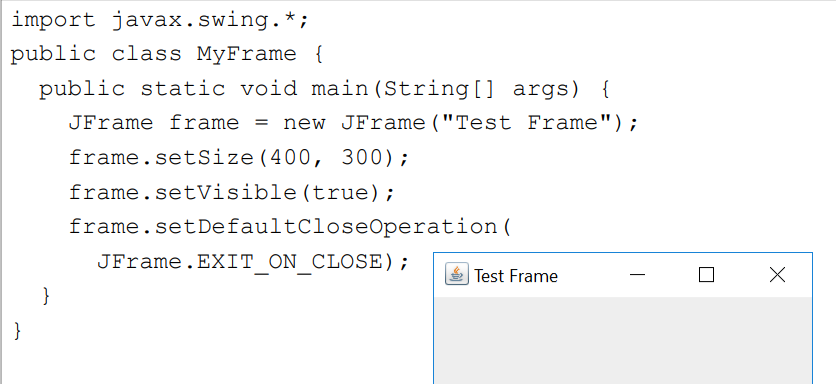 import javax.swing.*;
public class MyFrame {
  public static void main(String[] args) {
    JFrame frame = new JFrame("Test Frame");
    frame.setSize(400, 300);
    frame.setVisible(true);
    frame.setDefaultCloseOperation(
      JFrame.EXIT_ON_CLOSE);
  }
}
Test Frame